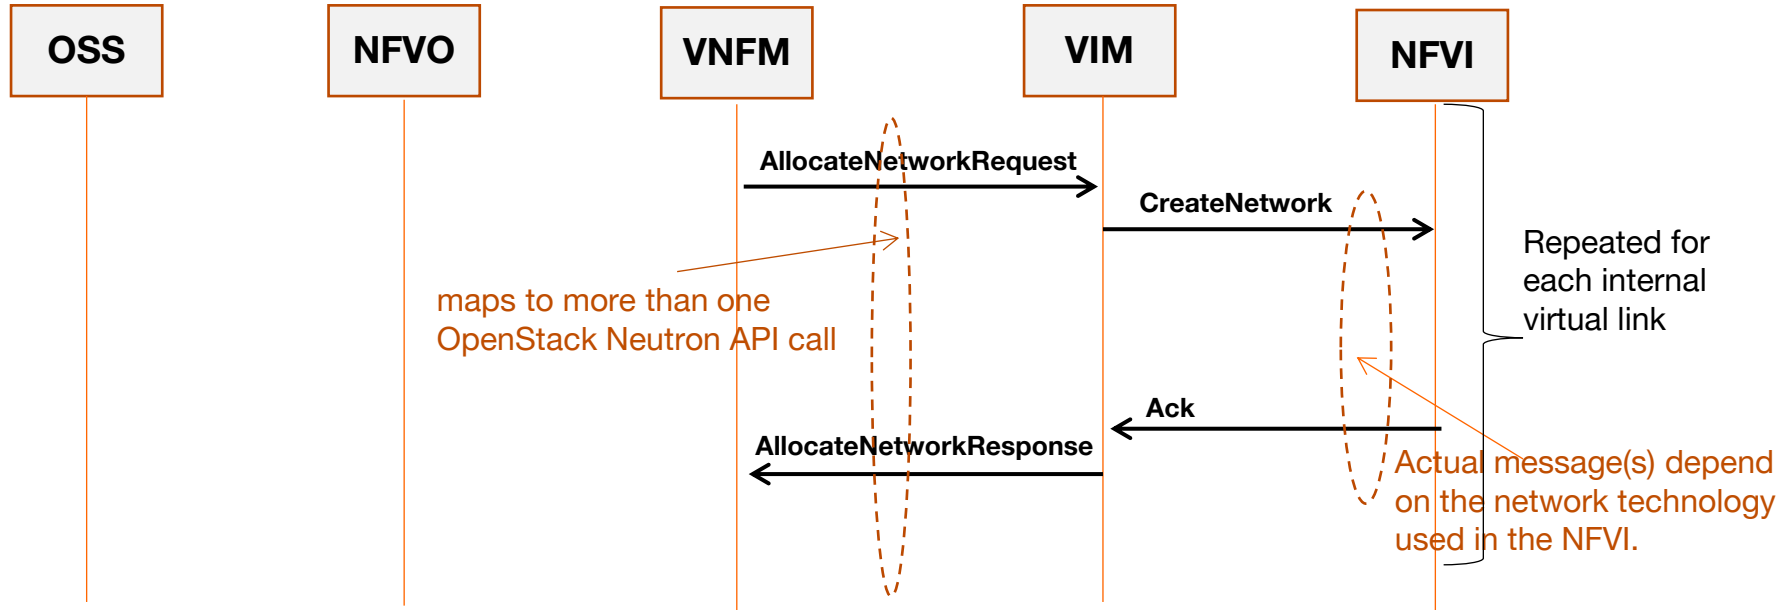 OSS
NFVO
VNFM
VIM
NFVI
AllocateNetworkRequest
CreateNetwork
Repeated for
each internal
virtual link
maps to more than one
OpenStack Neutron API call
Ack
AllocateNetworkResponse
Actual message(s) depend
on the network technology
used in the NFVI.